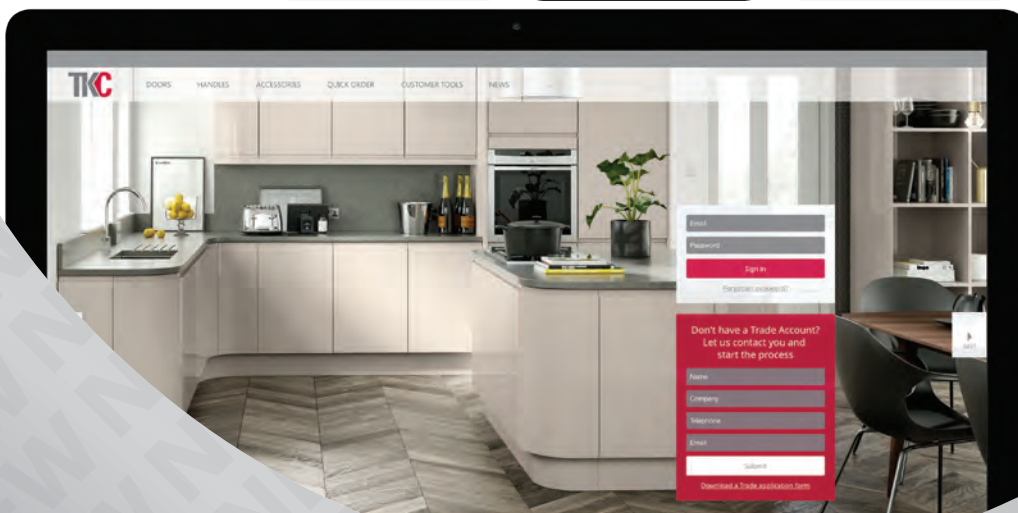 TKC
DOORS HANDLES ACCESSORIES QUICK ORDER CUSTOMER TOOLS NEWS
Email
Password
Sign In
Forgotten password?
Don't have a Trade Account?
Let us contact you and
start the process
Name
Company
Telephone
Email
Submit
Download a Trade application form
NEXT